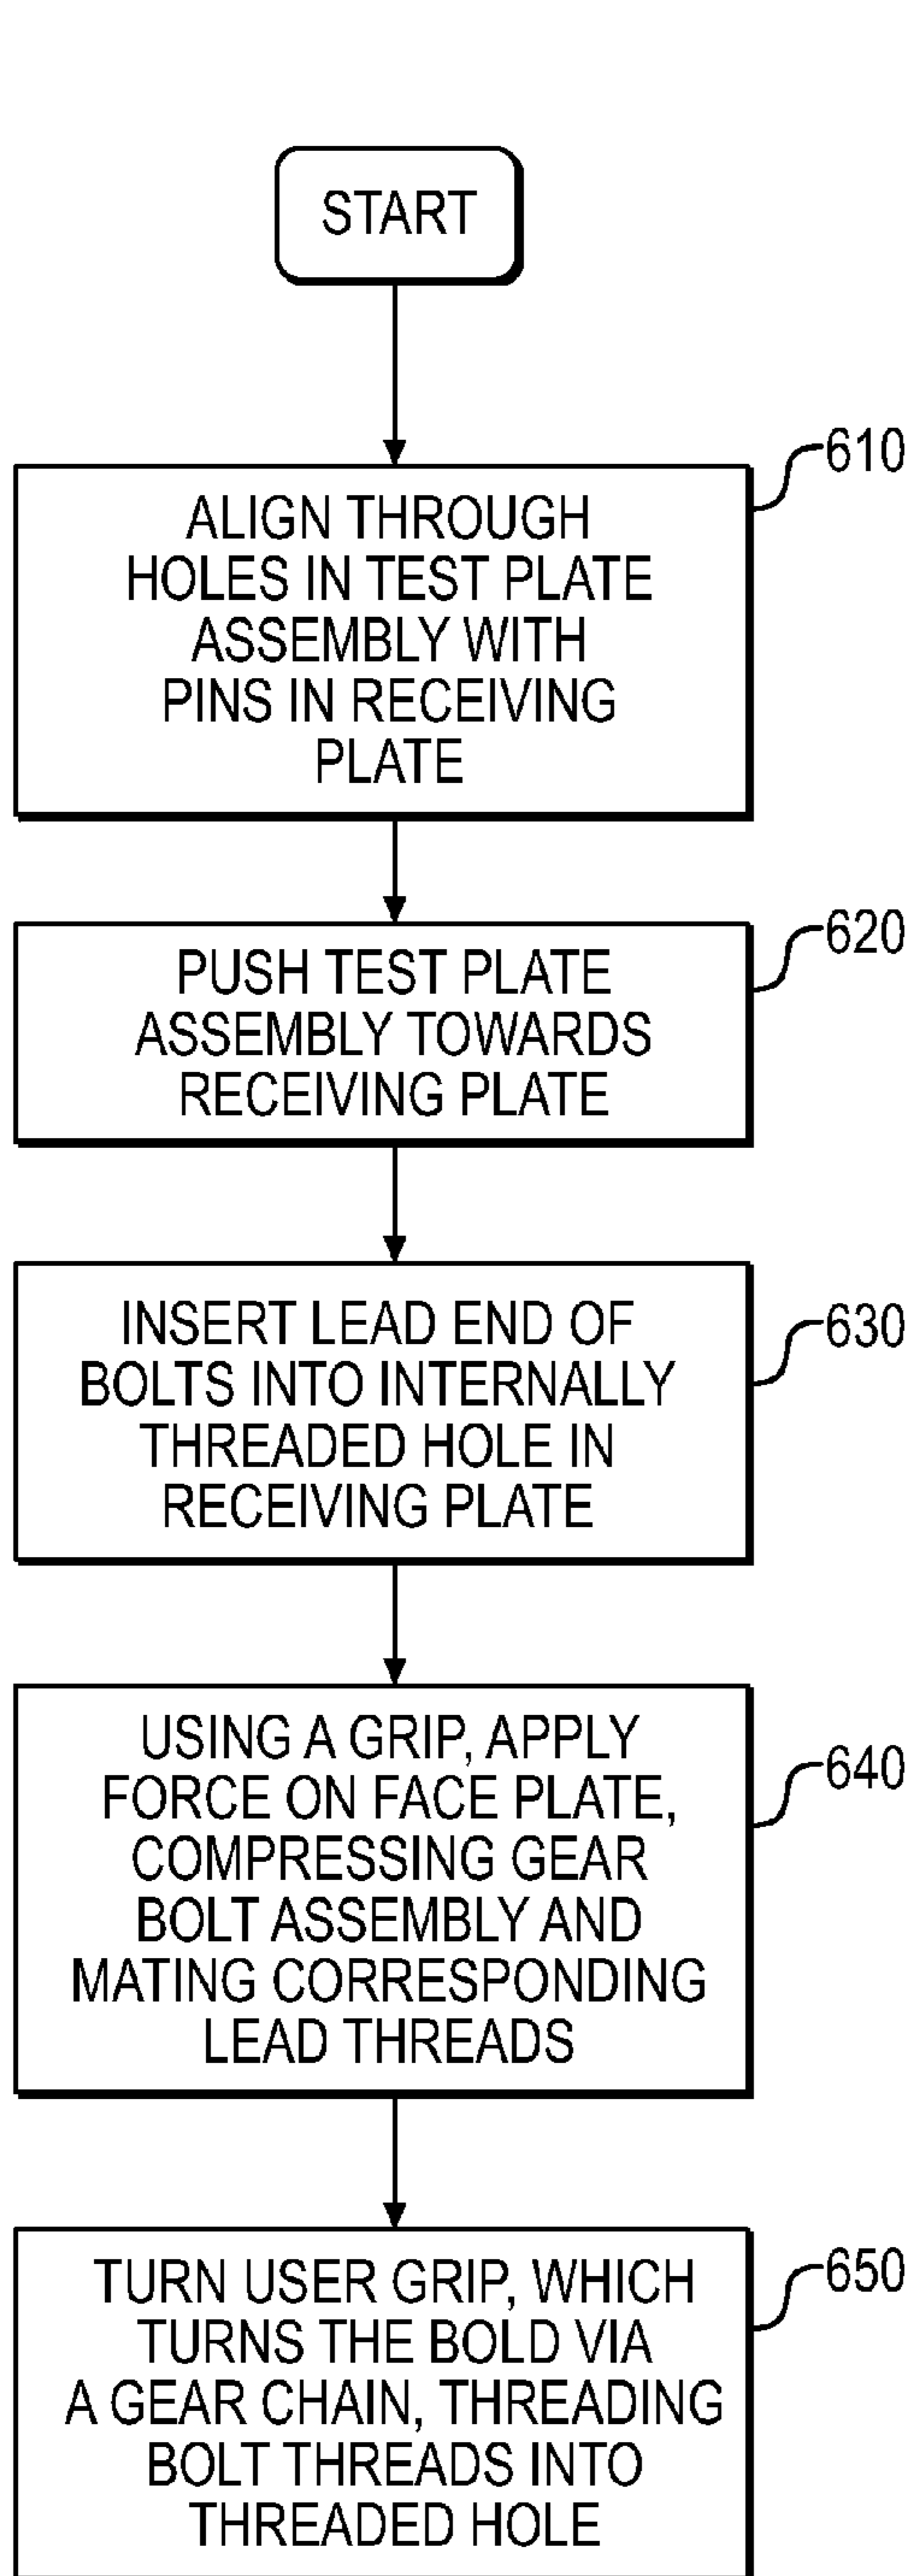 START
610
ALIGN THROUGH
HOLES IN TEST PLATE
ASSEMBLY WITH
PINS IN RECEIVING
PLATE
620
PUSH TEST PLATE
ASSEMBLY TOWARDS
RECEIVING PLATE
630
INSERT LEAD END OF
BOLTS INTO INTERNALLY
THREADED HOLE IN
RECEIVING PLATE
640
USING A GRIP, APPLY
FORCE ON FACE PLATE,
COMPRESSING GEAR
BOLT ASSEMBLY AND
MATING CORRESPONDING
LEAD THREADS
650
TURN USER GRIP, WHICH
TURNS THE BOLD VIA
A GEAR CHAIN, THREADING
BOLT THREADS INTO
THREADED HOLE